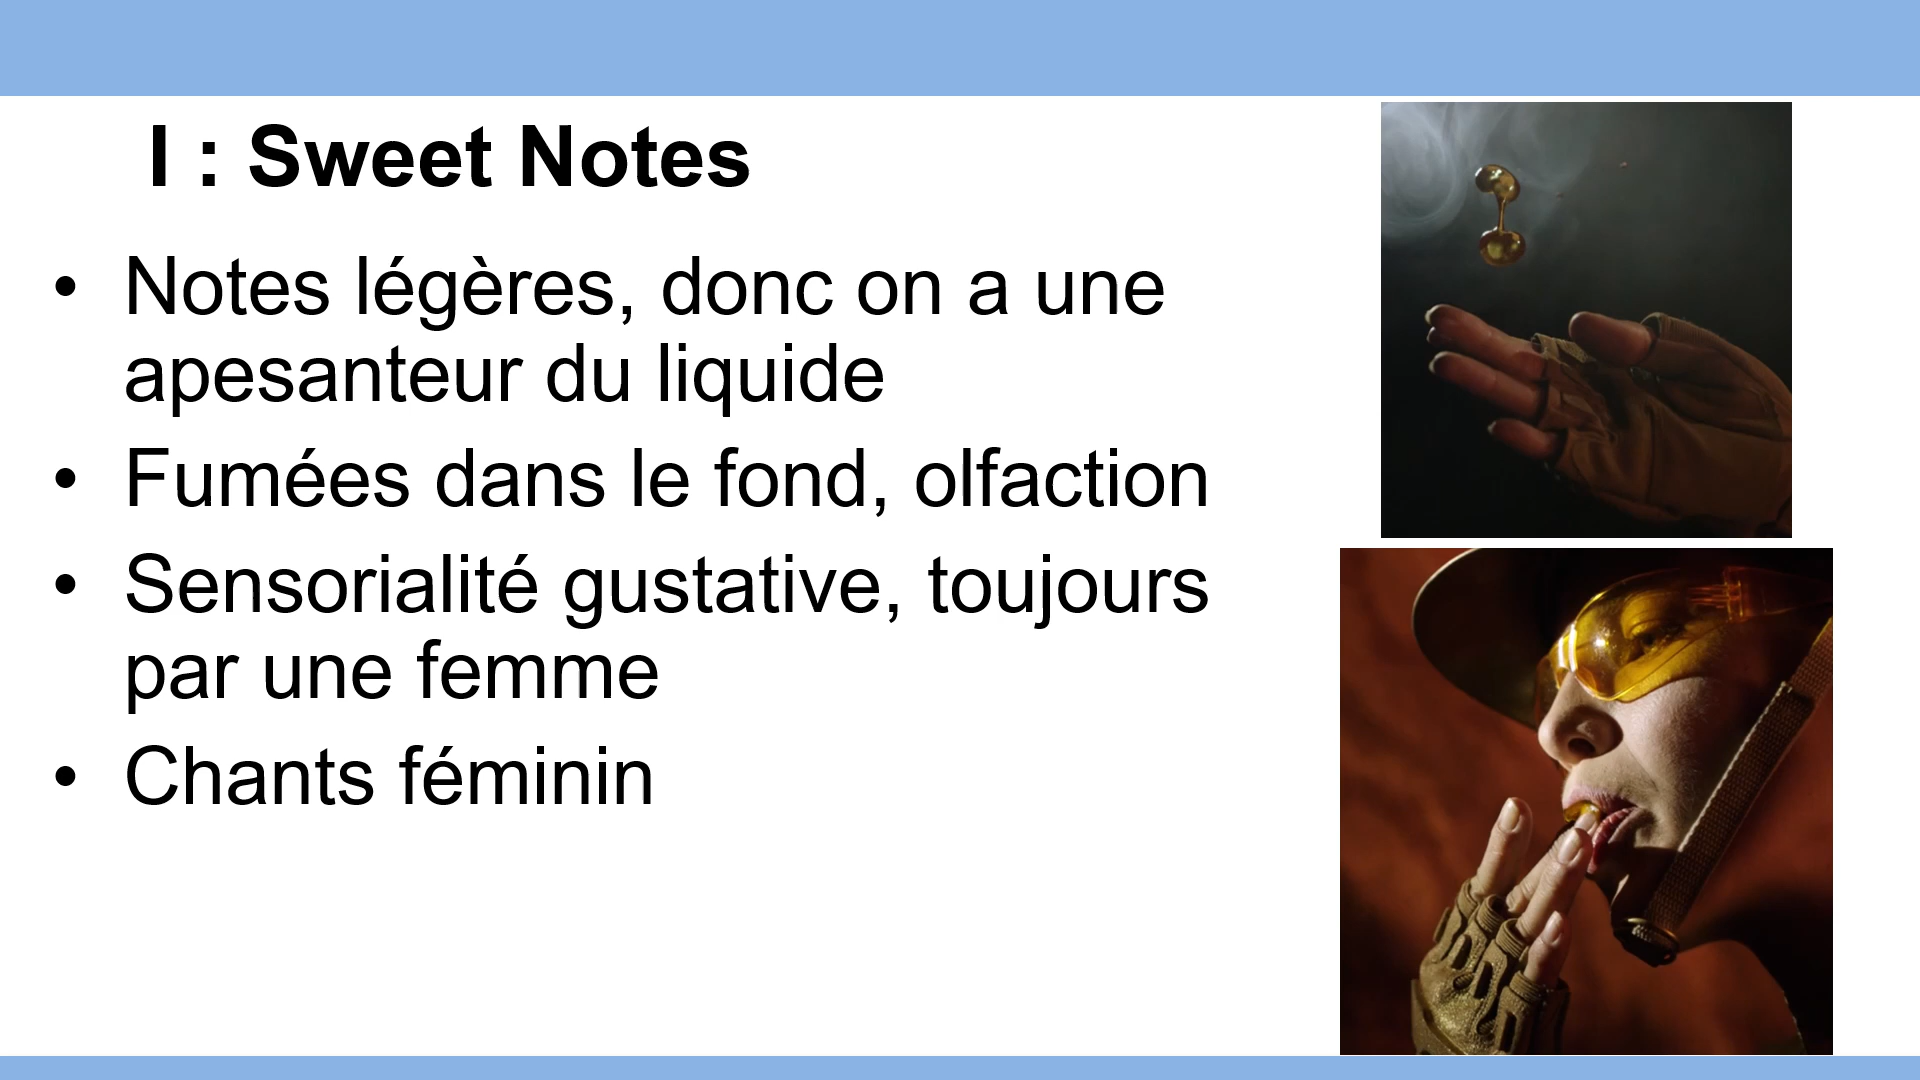 I : Sweet Notes
• Notes légères, donc on a une
apesanteur du liquide
• Fumées dans le fond, olfaction
• Sensorialité gustative, toujours
par une femme
• Chants féminin